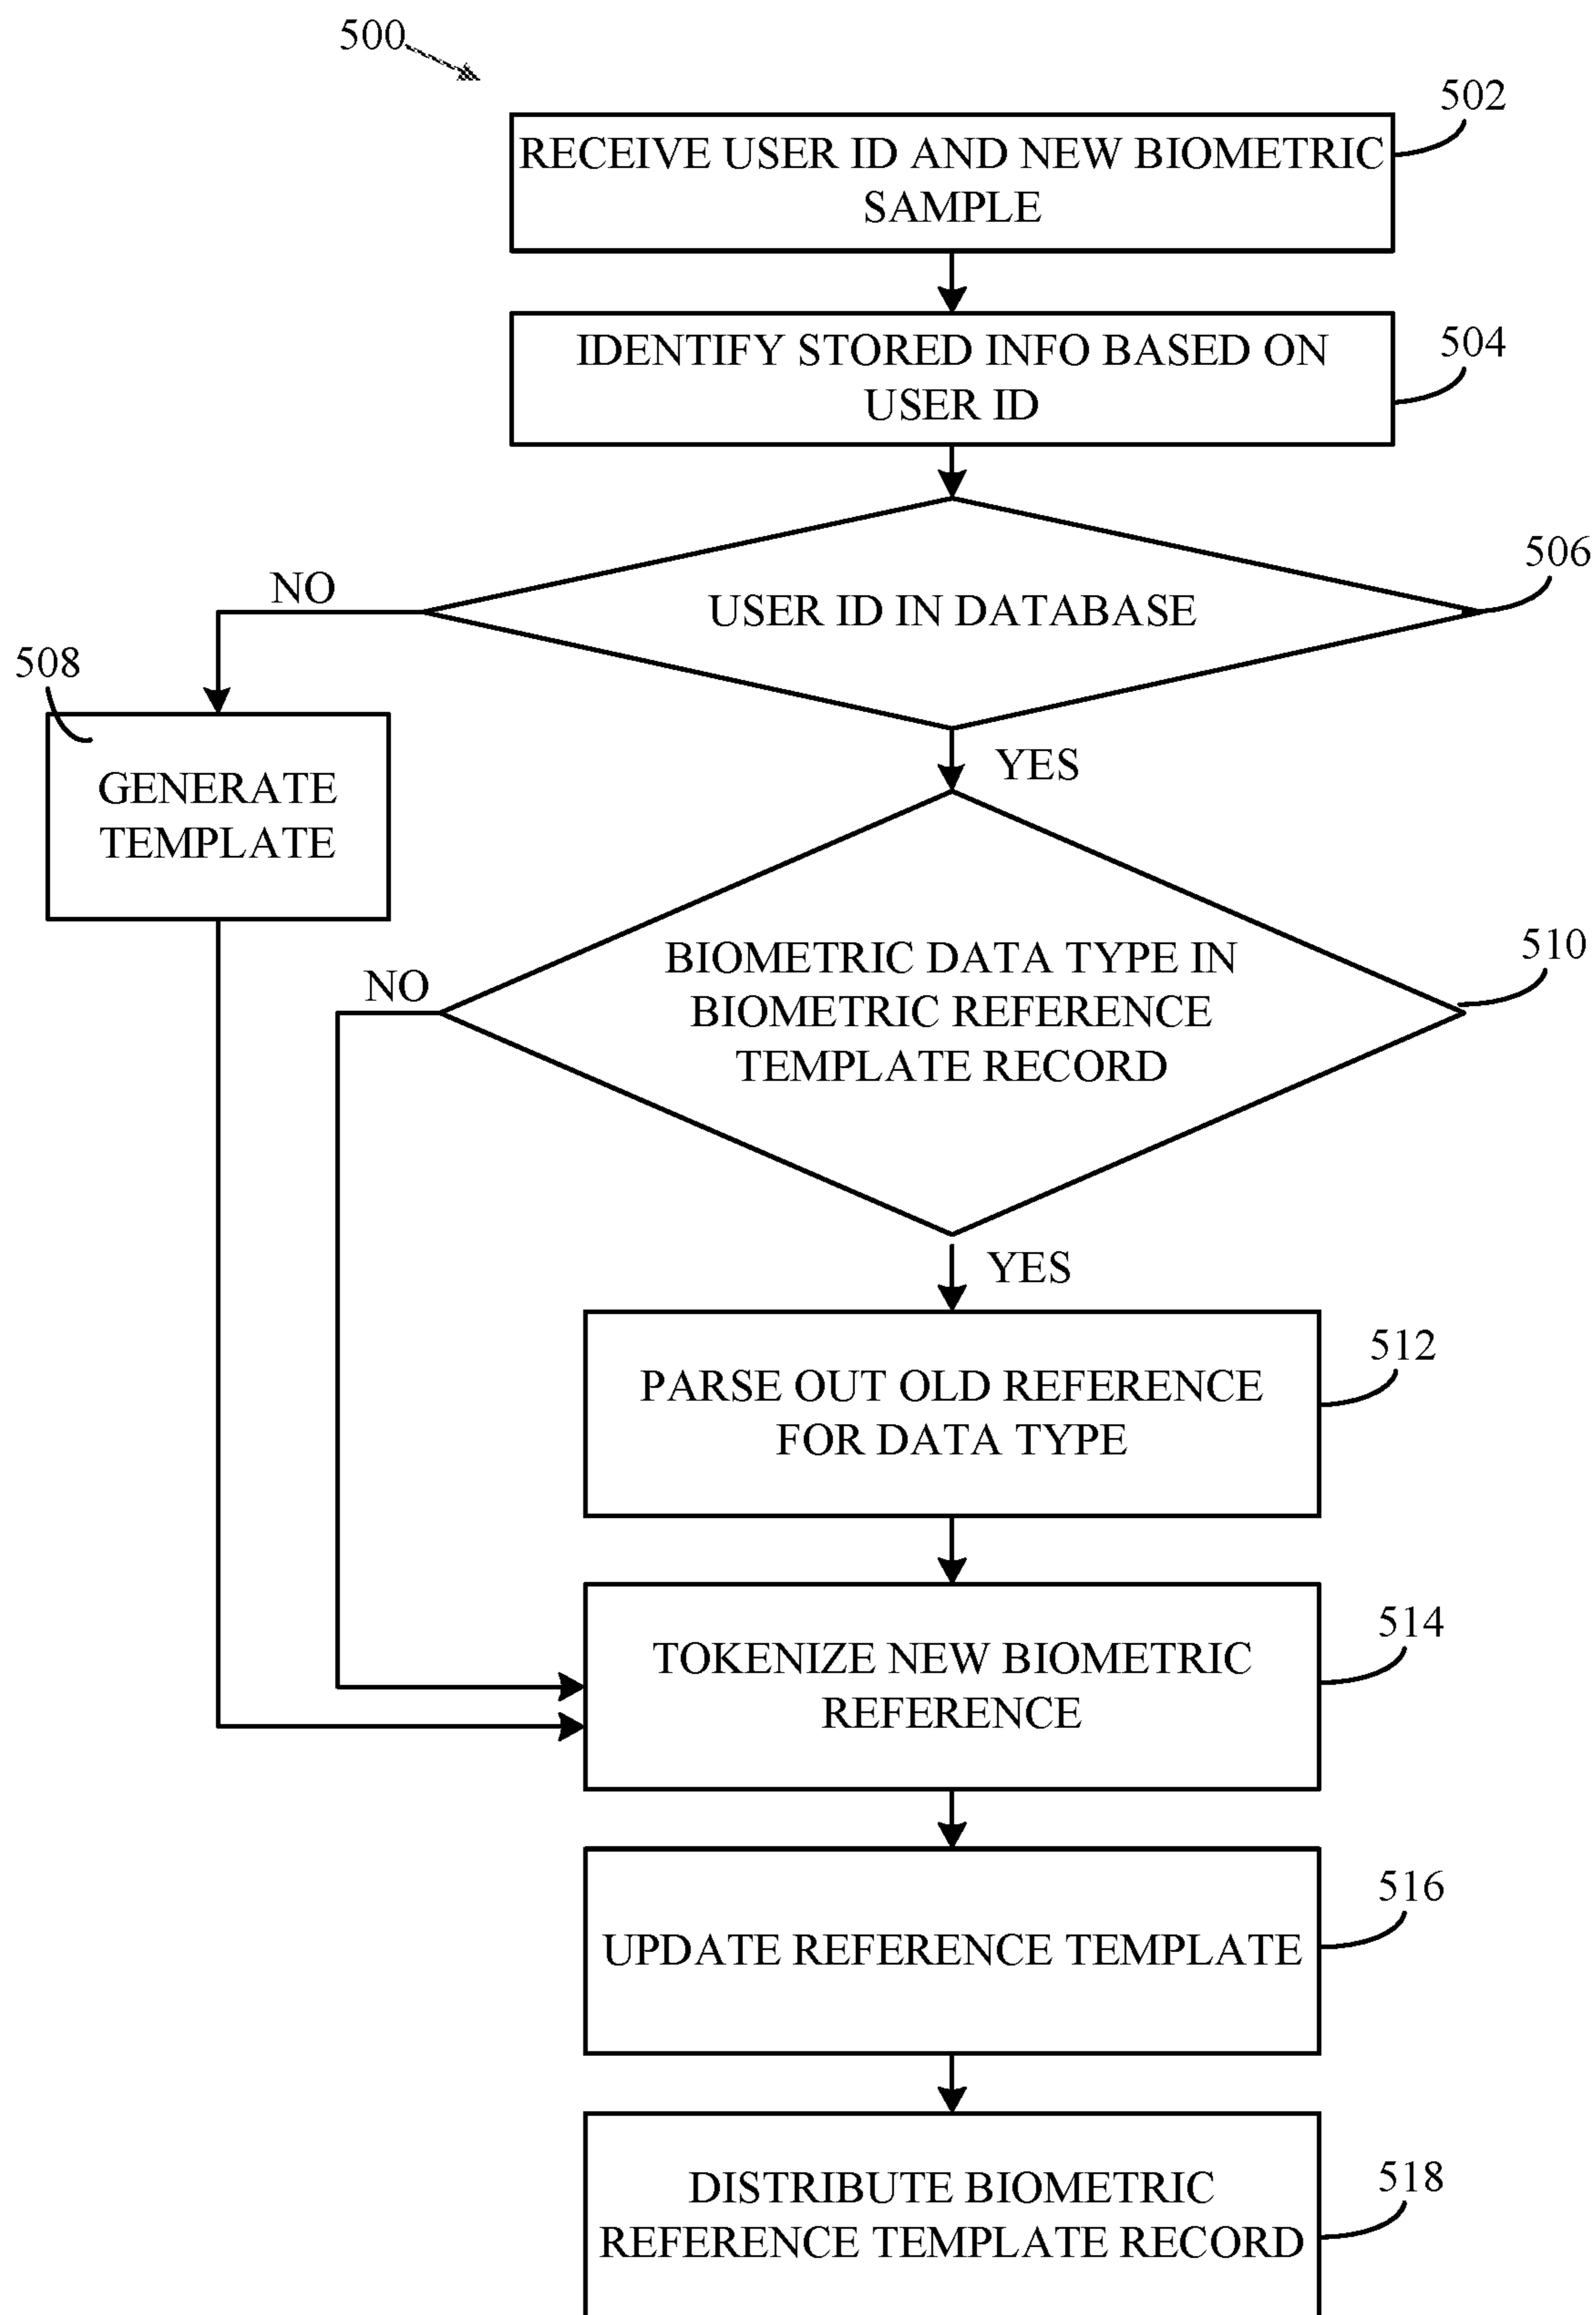 500
502
RECEIVE USER ID AND NEW BIOMETRIC
SAMPLE
504
IDENTIFY STORED INFO BASED ON
USER ID
506
USER ID IN DATABASE
NO
508
GENERATE
TEMPLATE
YES
510
BIOMETRIC DATA TYPE IN
BIOMETRIC REFERENCE
TEMPLATE RECORD
NO
YES
512
PARSE OUT OLD REFERENCE
FOR DATA TYPE
514
TOKENIZE NEW BIOMETRIC
REFERENCE
516
UPDATE REFERENCE TEMPLATE
518
DISTRIBUTE BIOMETRIC
REFERENCE TEMPLATE RECORD